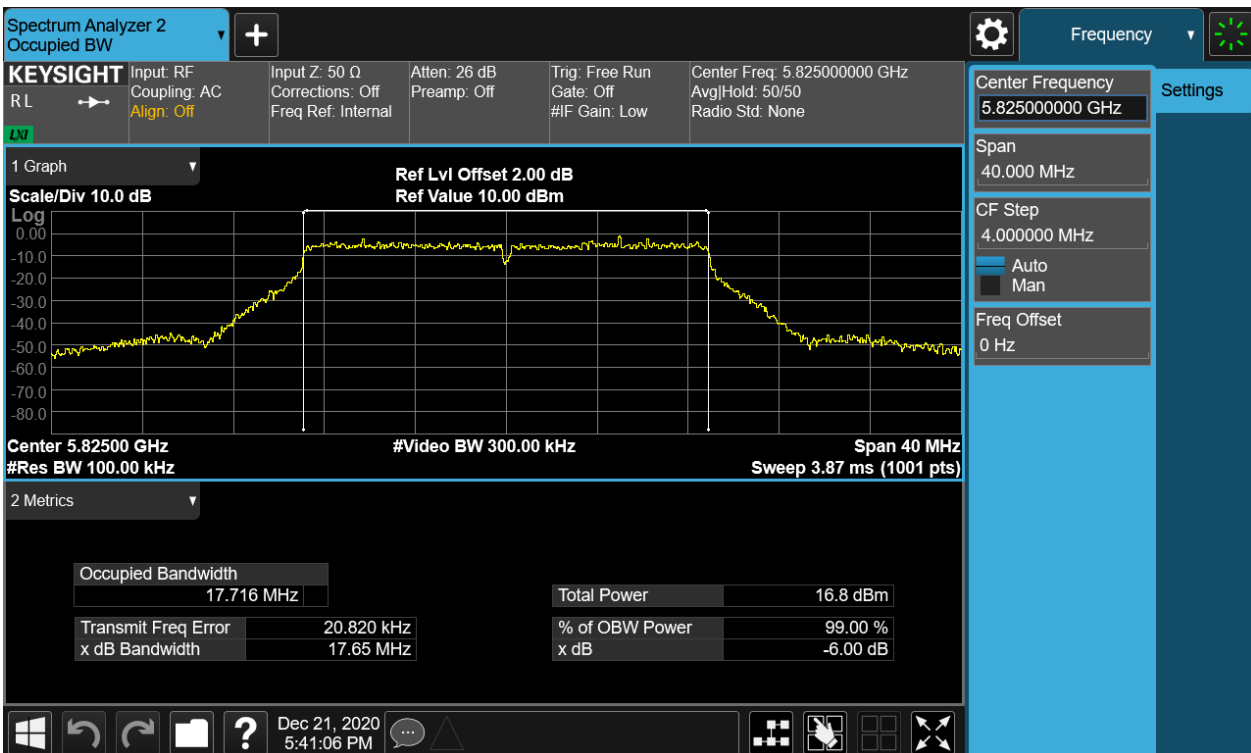 Spectrum Analyzer 2
Occupied BW
+
Frequency
KEYSIGHT
R L
LXI
Input: RF
Coupling: AC
Align: Off
Input Z: 50 Ω
Corrections: Off
Freq Ref: Internal
Atten: 26 dB
Preamp: Off
Trig: Free Run
Gate: Off
#IF Gain: Low
Center Freq: 5.825000000 GHz
Avg|Hold: 50/50
Radio Std: None
Center Frequency
5.825000000 GHz
Settings
Span
40.000 MHz
CF Step
4.000000 MHz
Auto
Man
Freq Offset
0 Hz
1 Graph
Ref Lvl Offset 2.00 dB
Scale/Div 10.0 dB
Ref Value 10.00 dBm
Log
0.00
-10.0
-20.0
-30.0
-40.0
-50.0
-60.0
-70.0
-80.0
Center 5.82500 GHz
#Video BW 300.00 kHz
Span 40 MHz
#Res BW 100.00 kHz
Sweep 3.87 ms (1001 pts)
2 Metrics
Occupied Bandwidth
17.716 MHz
Total Power 16.8 dBm
Transmit Freq Error 20.820 kHz
% of OBW Power 99.00 %
x dB Bandwidth 17.65 MHz
x dB -6.00 dB
?
Dec 21, 2020
5:41:06 PM